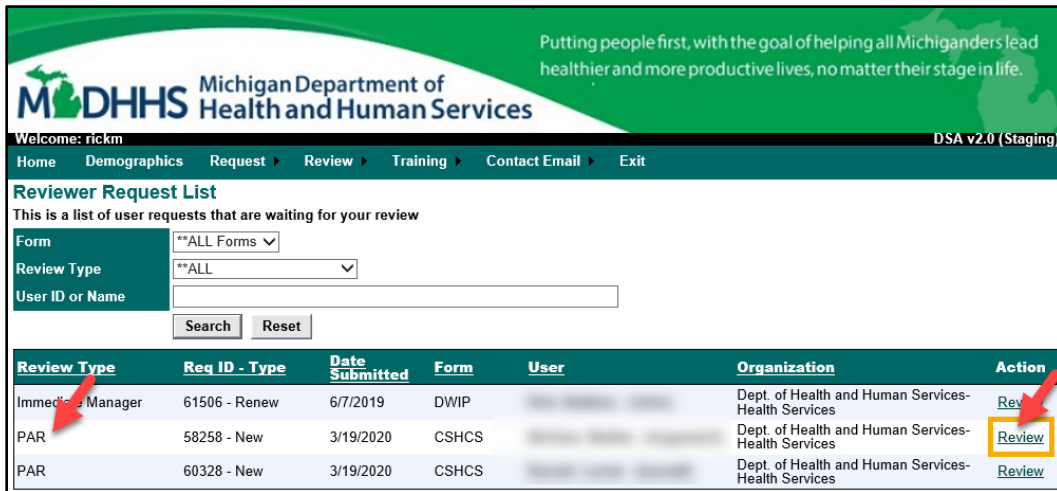 Putting people first, with the goal of helping all Michiganders lead
healthier and more productive lives, no matter their stage in life.
MDHHS Michigan Department of
Health and Human Services
Welcome: rickm DSA v2.0 (Staging)
Home Demographics Request Review Training Contact Email Exit
Reviewer Request List
This is a list of user requests that are waiting for your review
Form **ALL Forms
Review Type **ALL
User ID or Name
Search Reset
Review Type Req ID - Type Date Submitted Form User Organization Action
Immediate Manager 61506 - Renew 6/7/2019 DWIP Dept. of Health and Human Services-
Health Services Review
PAR 58258 - New 3/19/2020 CSHCS Dept. of Health and Human Services-
Health Services Review
PAR 60328 - New 3/19/2020 CSHCS Dept. of Health and Human Services-
Health Services Review